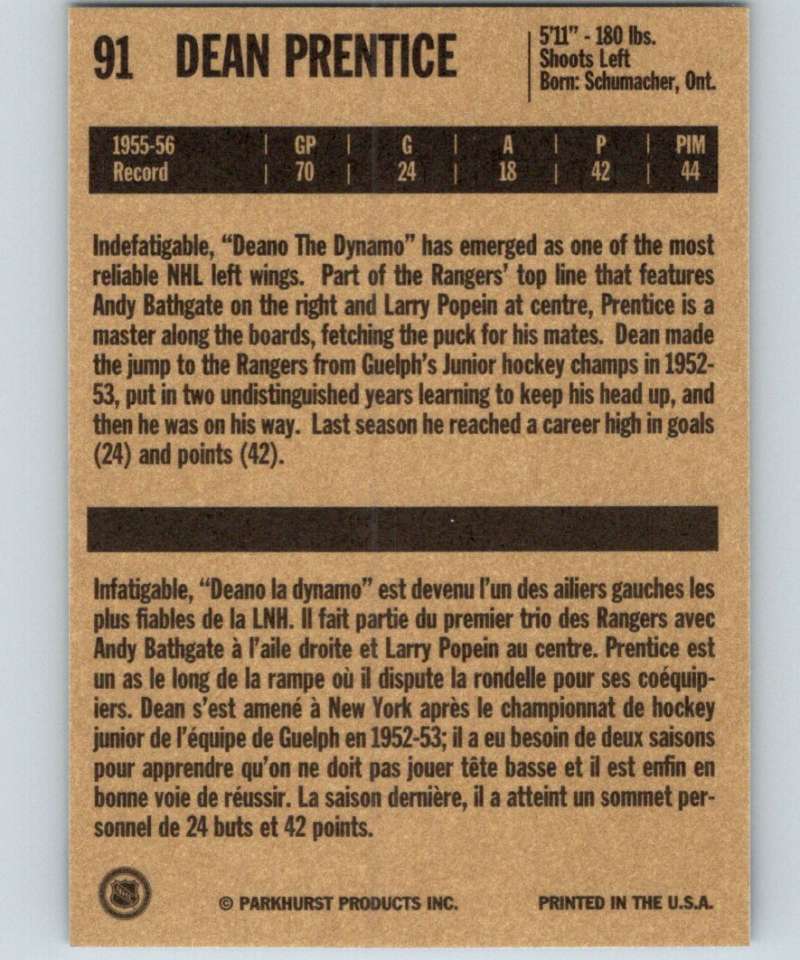 91 DEAN PRENTICE
5'11" - 180 lbs.
Shoots Left
Born: Schumacher, Ont.
1955-56 | GP | G | A | P | PIM
Record | 70 | 24 | 18 | 42 | 44
Indefatigable, “Deano The Dynamo” has emerged as one of the most
reliable NHL left wings. Part of the Rangers’ top line that features
Andy Bathgate on the right and Larry Popein at centre, Prentice is a
master along the boards, fetching the puck for his mates. Dean made
the jump to the Rangers from Guelph’s Junior hockey champs in 1952-
53, put in two undistinguished years learning to keep his head up, and
then he was on his way. Last season he reached a career high in goals
(24) and points (42).
Infatigable, “Deano la dynamo” est devenu l’un des ailiers gauches les
plus fiables de la LNH. Il fait partie du premier trio des Rangers avec
Andy Bathgate à l’aile droite et Larry Popein au centre. Prentice est
un as le long de la rampe où il dispute la rondelle pour ses coéquip-
iers. Dean s’est amené à New York après le championnat de hockey
junior de l’équipe de Guelph en 1952-53; il a eu besoin de deux saisons
pour apprendre qu’on ne doit pas jouer tête basse et il est enfin en
bonne voie de réussir. La saison dernière, il a atteint un sommet per-
sonnel de 24 buts et 42 points.
© PARKHURST PRODUCTS INC. PRINTED IN THE U.S.A.